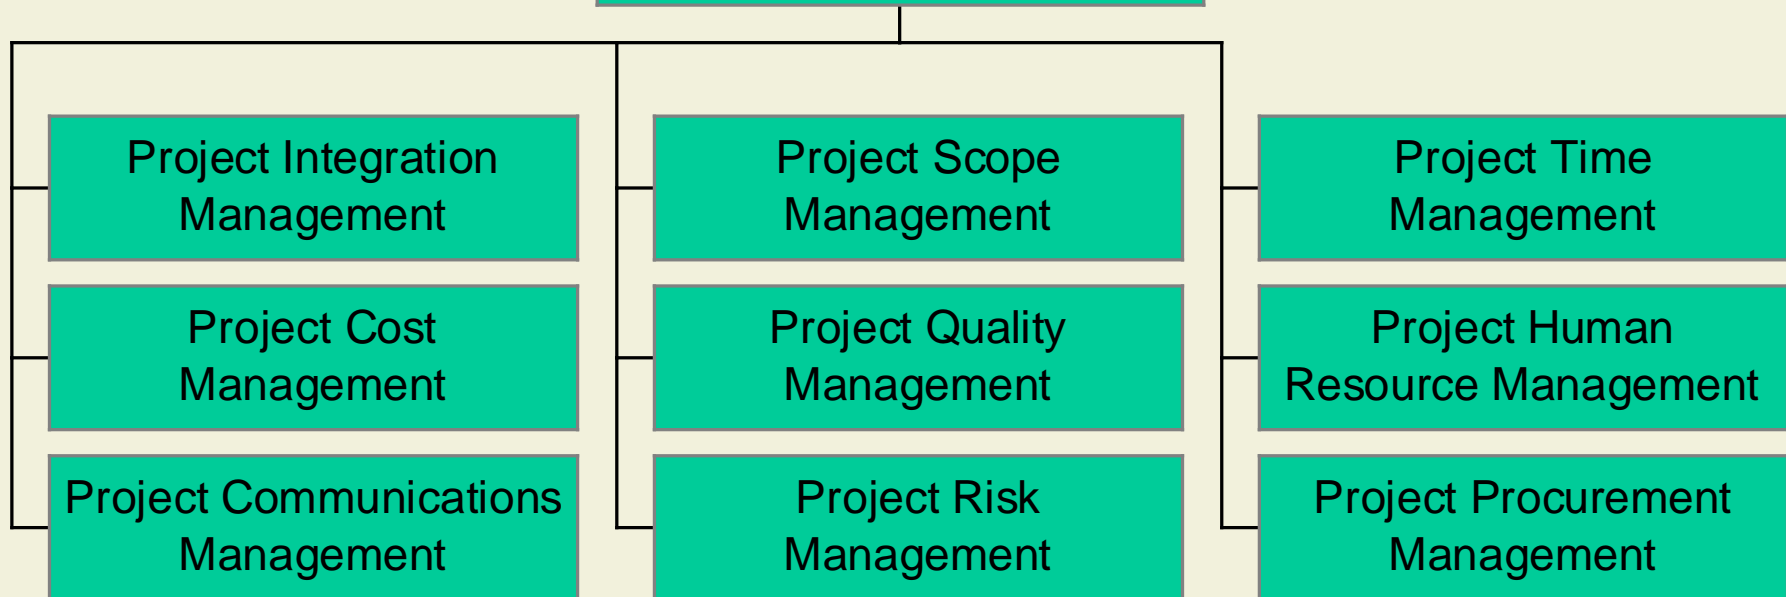 Project Integration
Management
Project Scope
Management
Project Time
Management
Project Cost
Management
Project Quality
Management
Project Human
Resource Management
Project Communications
Management
Project Risk
Management
Project Procurement
Management